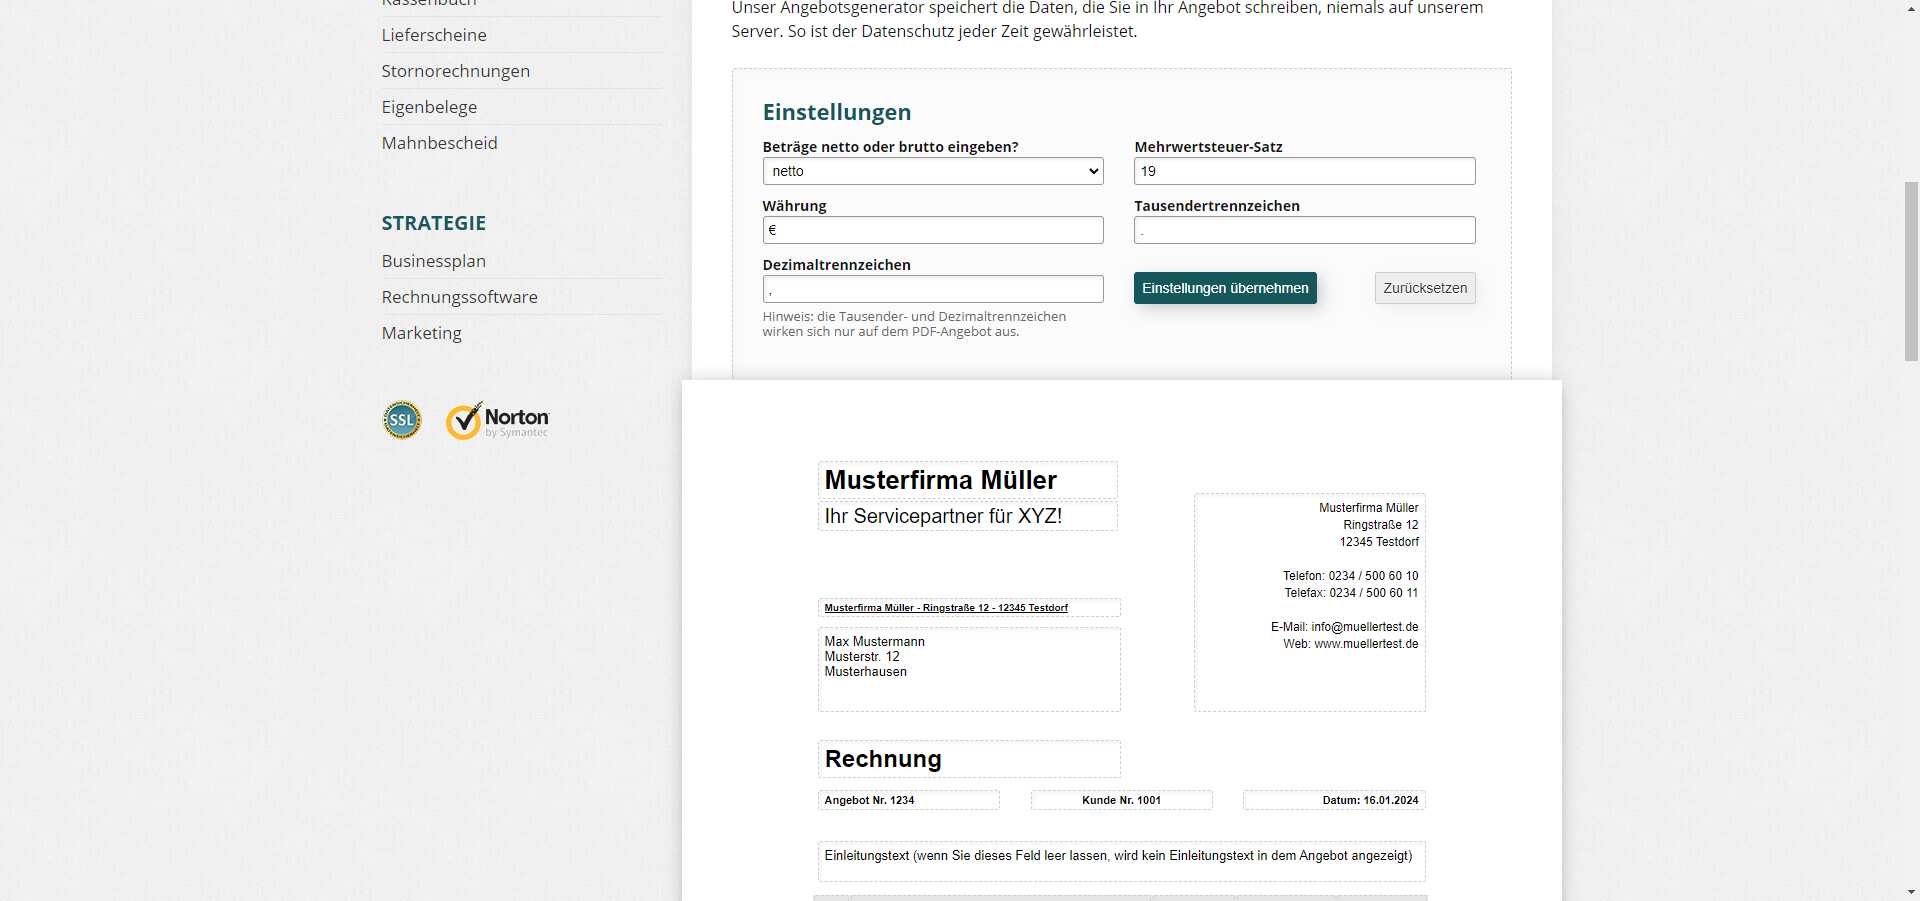 Kassenbuch
Lieferscheine
Stornorechnungen
Eigenbelege
Mahnbescheid
STRATEGIE
Businessplan
Rechnungssoftware
Marketing
SSL
Norton
by Symantec
Unser Angebotsgenerator speichert die Daten, die Sie in Ihr Angebot schreiben, niemals auf unserem
Server. So ist der Datenschutz jeder Zeit gewährleistet.
Einstellungen
Beträge netto oder brutto eingeben?
netto
Mehrwertsteuer-Satz
19
Währung
€
Tausendertrennzeichen
.
Dezimaltrennzeichen
,
Hinweis: die Tausender- und Dezimaltrennzeichen
wirken sich nur auf dem PDF-Angebot aus.
Einstellungen übernehmen
Zurücksetzen
Musterfirma Müller
Ihr Servicepartner für XYZ!
Musterfirma Müller
Ringstraße 12
12345 Testdorf
Telefon: 0234 / 500 60 10
Telefax: 0234 / 500 60 11
E-Mail: info@muellertest.de
Web: www.muellertest.de
Musterfirma Müller - Ringstraße 12 - 12345 Testdorf
Max Mustermann
Musterstr. 12
Musterhausen
Rechnung
Angebot Nr. 1234
Kunde Nr. 1001
Datum: 16.01.2024
Einleitungstext (wenn Sie dieses Feld leer lassen, wird kein Einleitungstext in dem Angebot angezeigt)